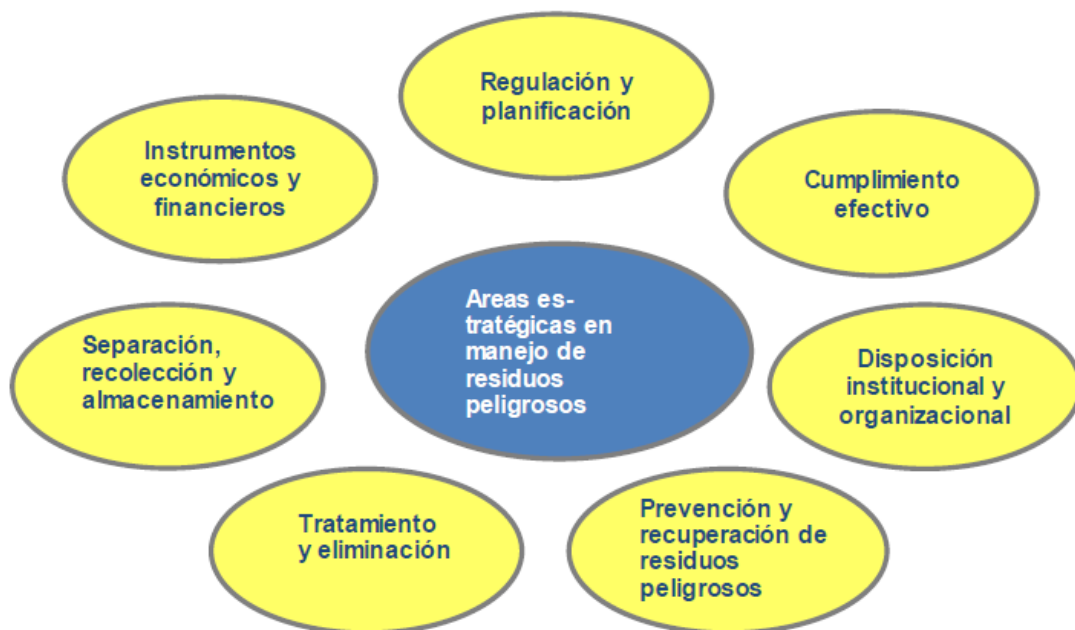 Regulación y
planificación
Instrumentos
económicos y
financieros
Cumplimiento
efectivo
Areas es-
tratégicas en
manejo de
residuos
peligrosos
Separación,
recolección y
almacenamiento
Disposición
institucional y
organizacional
Tratamiento
y eliminación
Prevención y
recuperación de
residuos
peligrosos